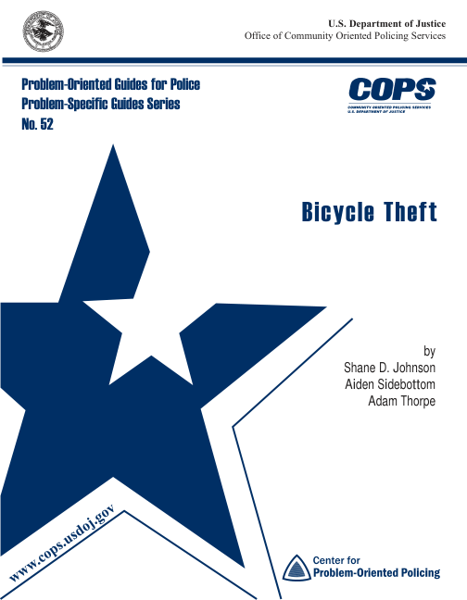 U.S. Department of Justice
Office of Community Oriented Policing Services
Problem-Oriented Guides for Police
Problem-Specific Guides Series
No. 52
COPS
COMMUNITY ORIENTED POLICING SERVICES
U.S. DEPARTMENT OF JUSTICE
Bicycle Theft
by
Shane D. Johnson
Aiden Sidebottom
Adam Thorpe
www.cops.usdoj.gov
Center for
Problem-Oriented Policing